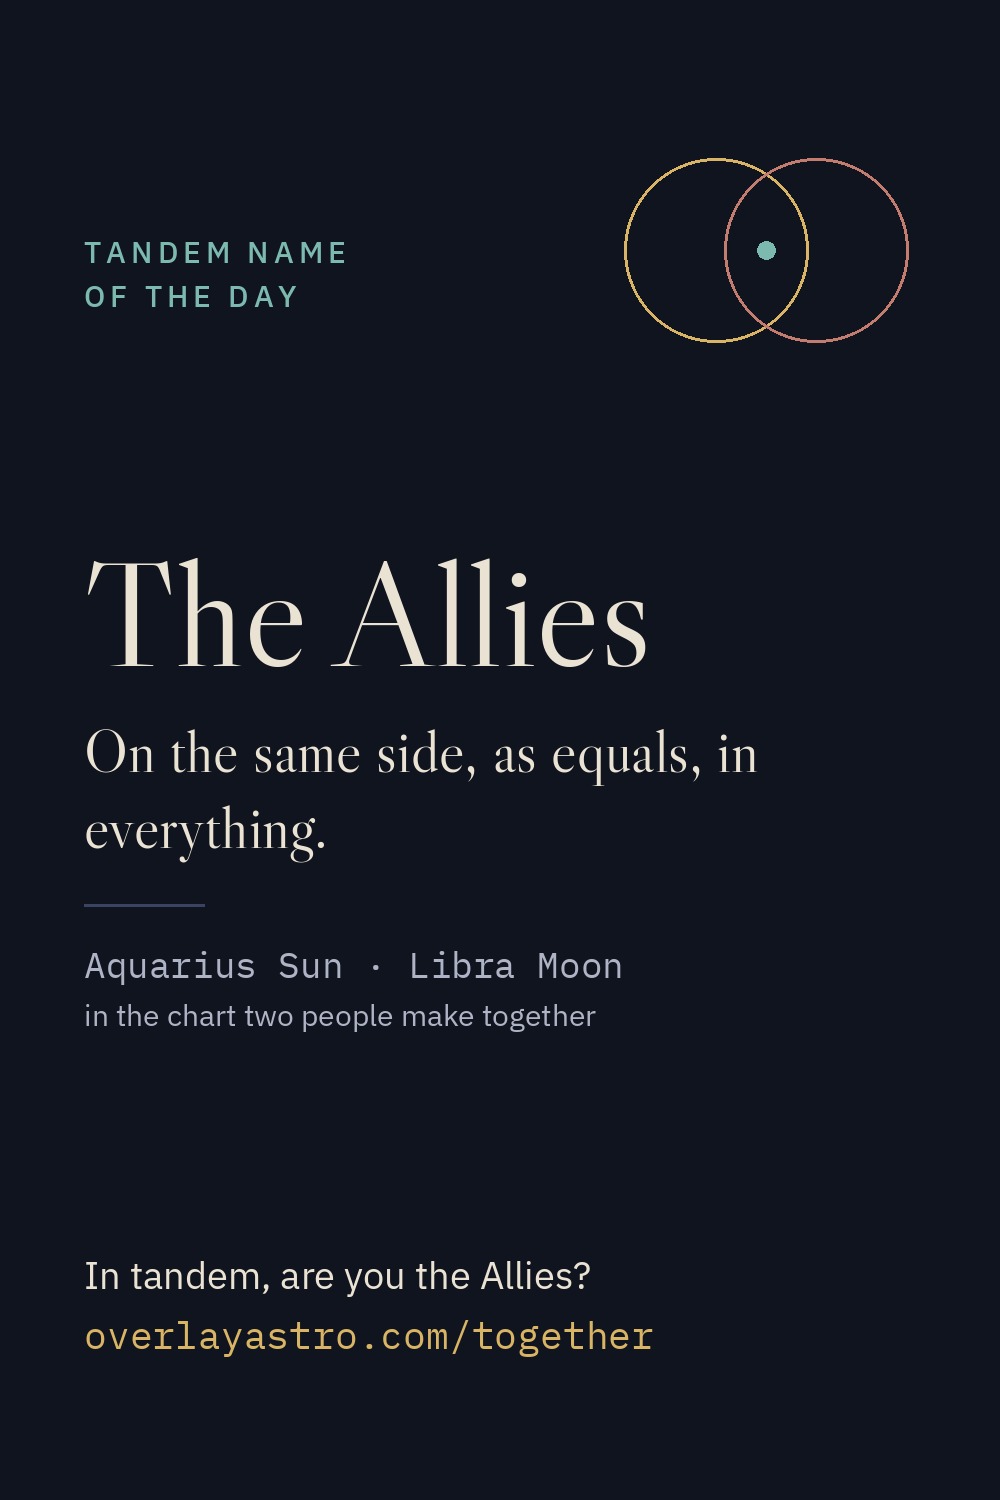 TANDEM NAME
OF THE DAY
The Allies
On the same side, as equals, in
everything.
Aquarius Sun · Libra Moon
in the chart two people make together
In tandem, are you the Allies?
overlayastro.com/together